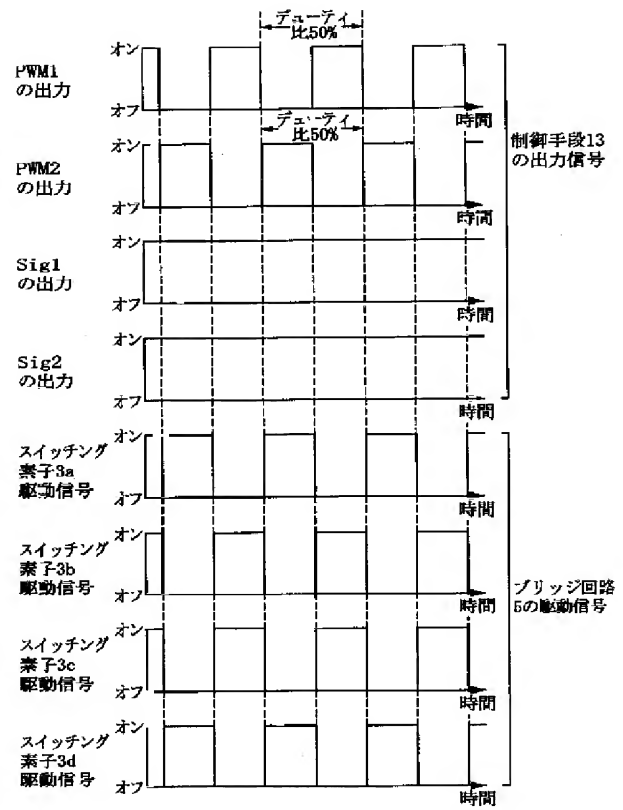 デューティ
比50%
オン
PWM1
の出力
オフ
時間
デューティ
比50%
オン
PWM2
の出力
オフ
時間
オン
Sig1
の出力
オフ
時間
オン
Sig2
の出力
オフ
時間
制御手段13
の出力信号
オン
スイッチング
素子3a
駆動信号
オフ
時間
オン
スイッチング
素子3b
駆動信号
オフ
時間
オン
スイッチング
素子3c
駆動信号
オフ
時間
オン
スイッチング
素子3d
駆動信号
オフ
時間
ブリッジ回路
5の駆動信号